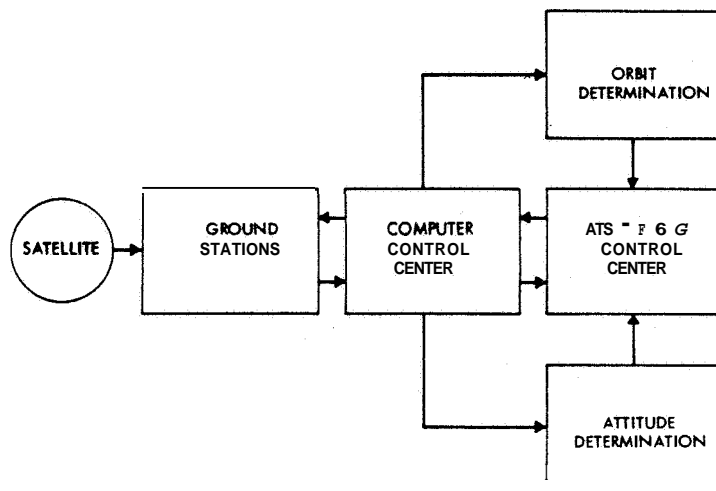 ORBIT
DETERMINATION
SATELLITE
GROUND
STATIONS
COMPUTER
CONTROL
CENTER
ATS - F 6 G
CONTROL
CENTER
ATTITUDE
DETERMINATION